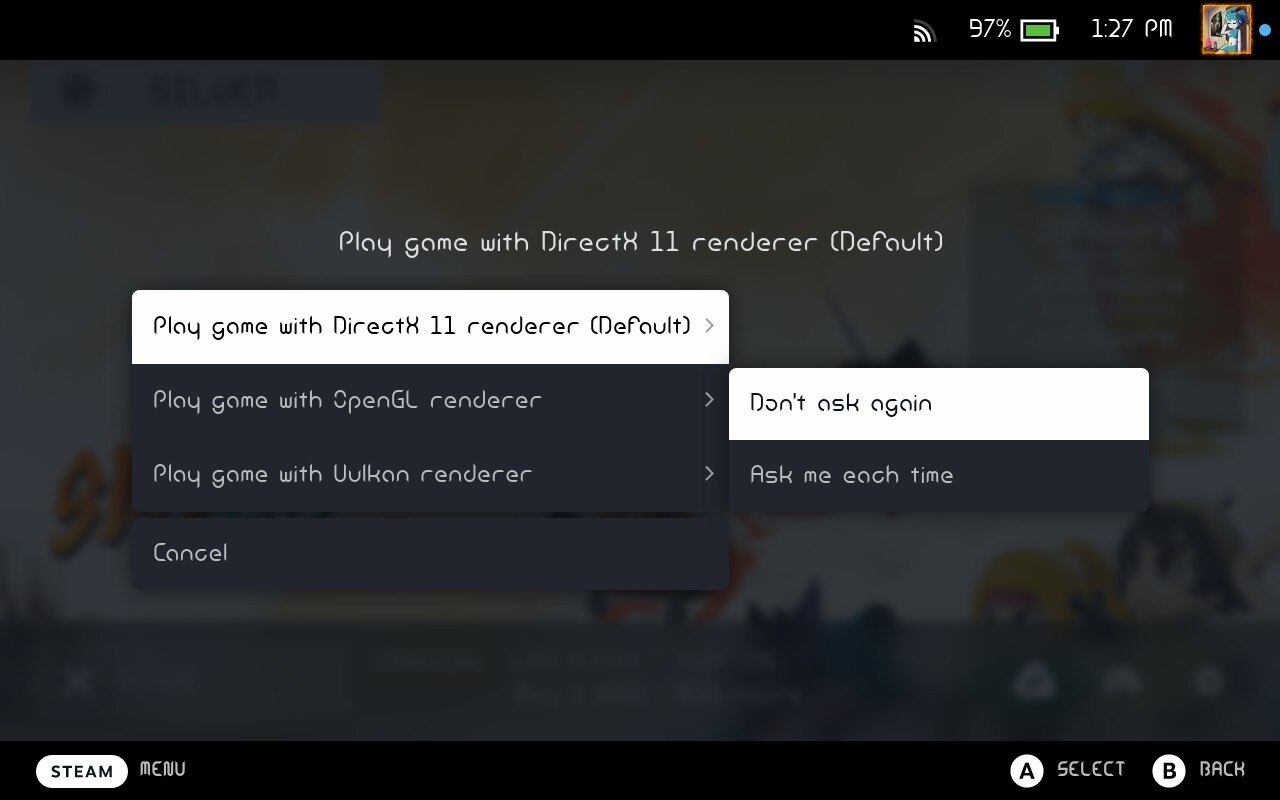 97%
1:27 PM
Play game with DirectX 11 renderer (Default)
Play game with DirectX 11 renderer (Default)
Play game with OpenGL renderer
Don't ask again
Play game with Vulkan renderer
Ask me each time
Cancel
STEAM
MENU
A
SELECT
B
BACK